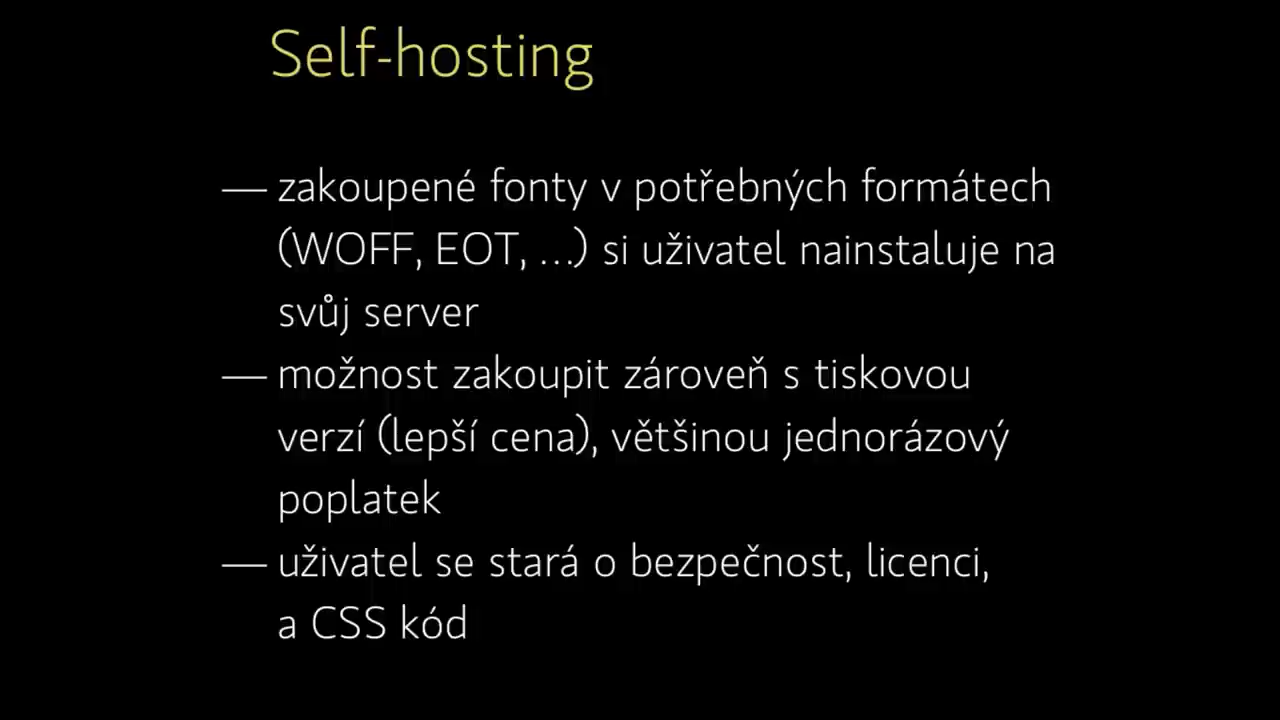 Self-hosting
— zakoupené fonty v potřebných formátech
(WOFF, EOT, …) si uživatel nainstaluje na
svůj server
— možnost zakoupit zároveň s tiskovou
verzí (lepší cena), většinou jednorázový
poplatek
— uživatel se stará o bezpečnost, licenci,
a CSS kód